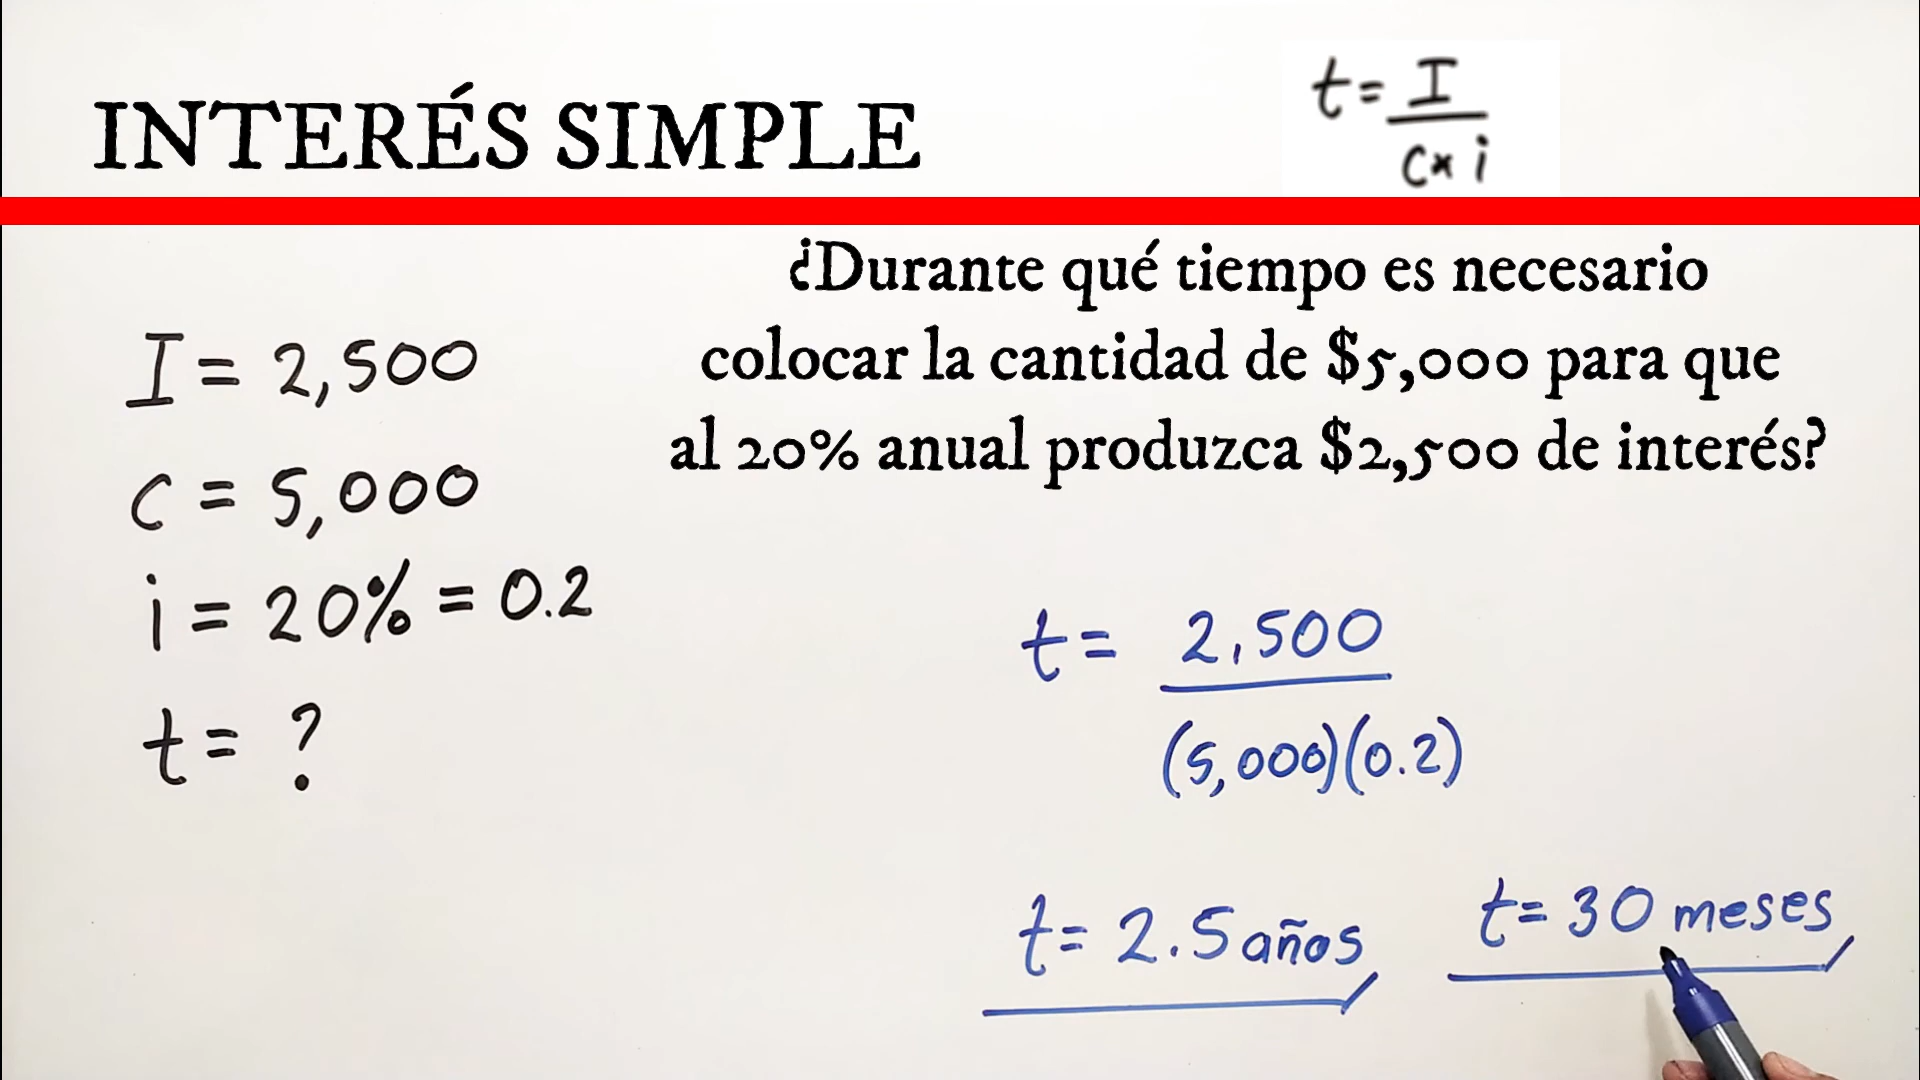 INTERÉS SIMPLE
t = I
c × i
¿Durante qué tiempo es necesario
colocar la cantidad de $5,000 para que
al 20% anual produzca $2,500 de interés?
I = 2,500
C = 5,000
i = 20% = 0.2
t = ?
t = 2,500
(5,000)(0.2)
t = 2.5 años
t = 30 meses